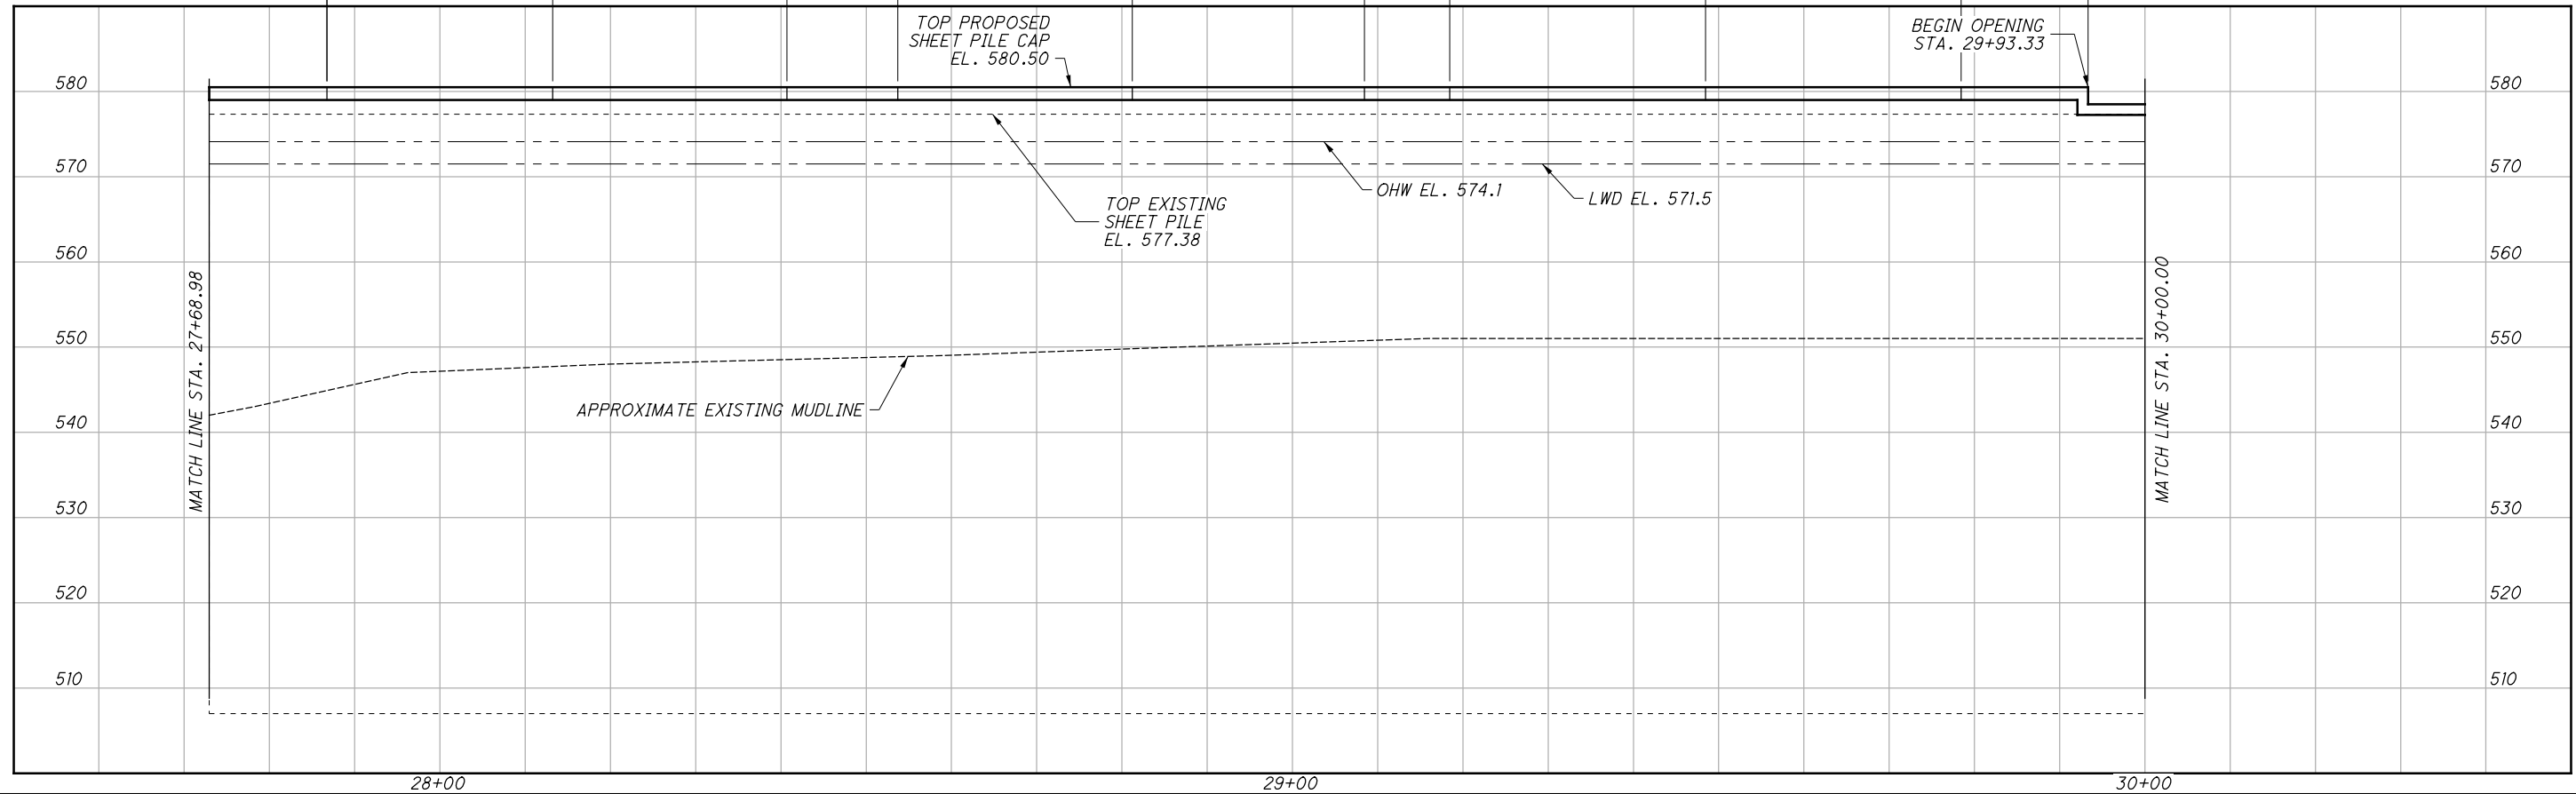 TOP PROPOSED
SHEET PILE CAP
EL. 580.50
BEGIN OPENING
STA. 29+93.33
580
580
570
570
OHW EL. 574.1
LWD EL. 571.5
TOP EXISTING
SHEET PILE
EL. 577.38
560
560
MATCH LINE STA. 27+68.98
MATCH LINE STA. 30+00.00
550
550
APPROXIMATE EXISTING MUDLINE
540
540
530
530
520
520
510
510
28+00
29+00
30+00